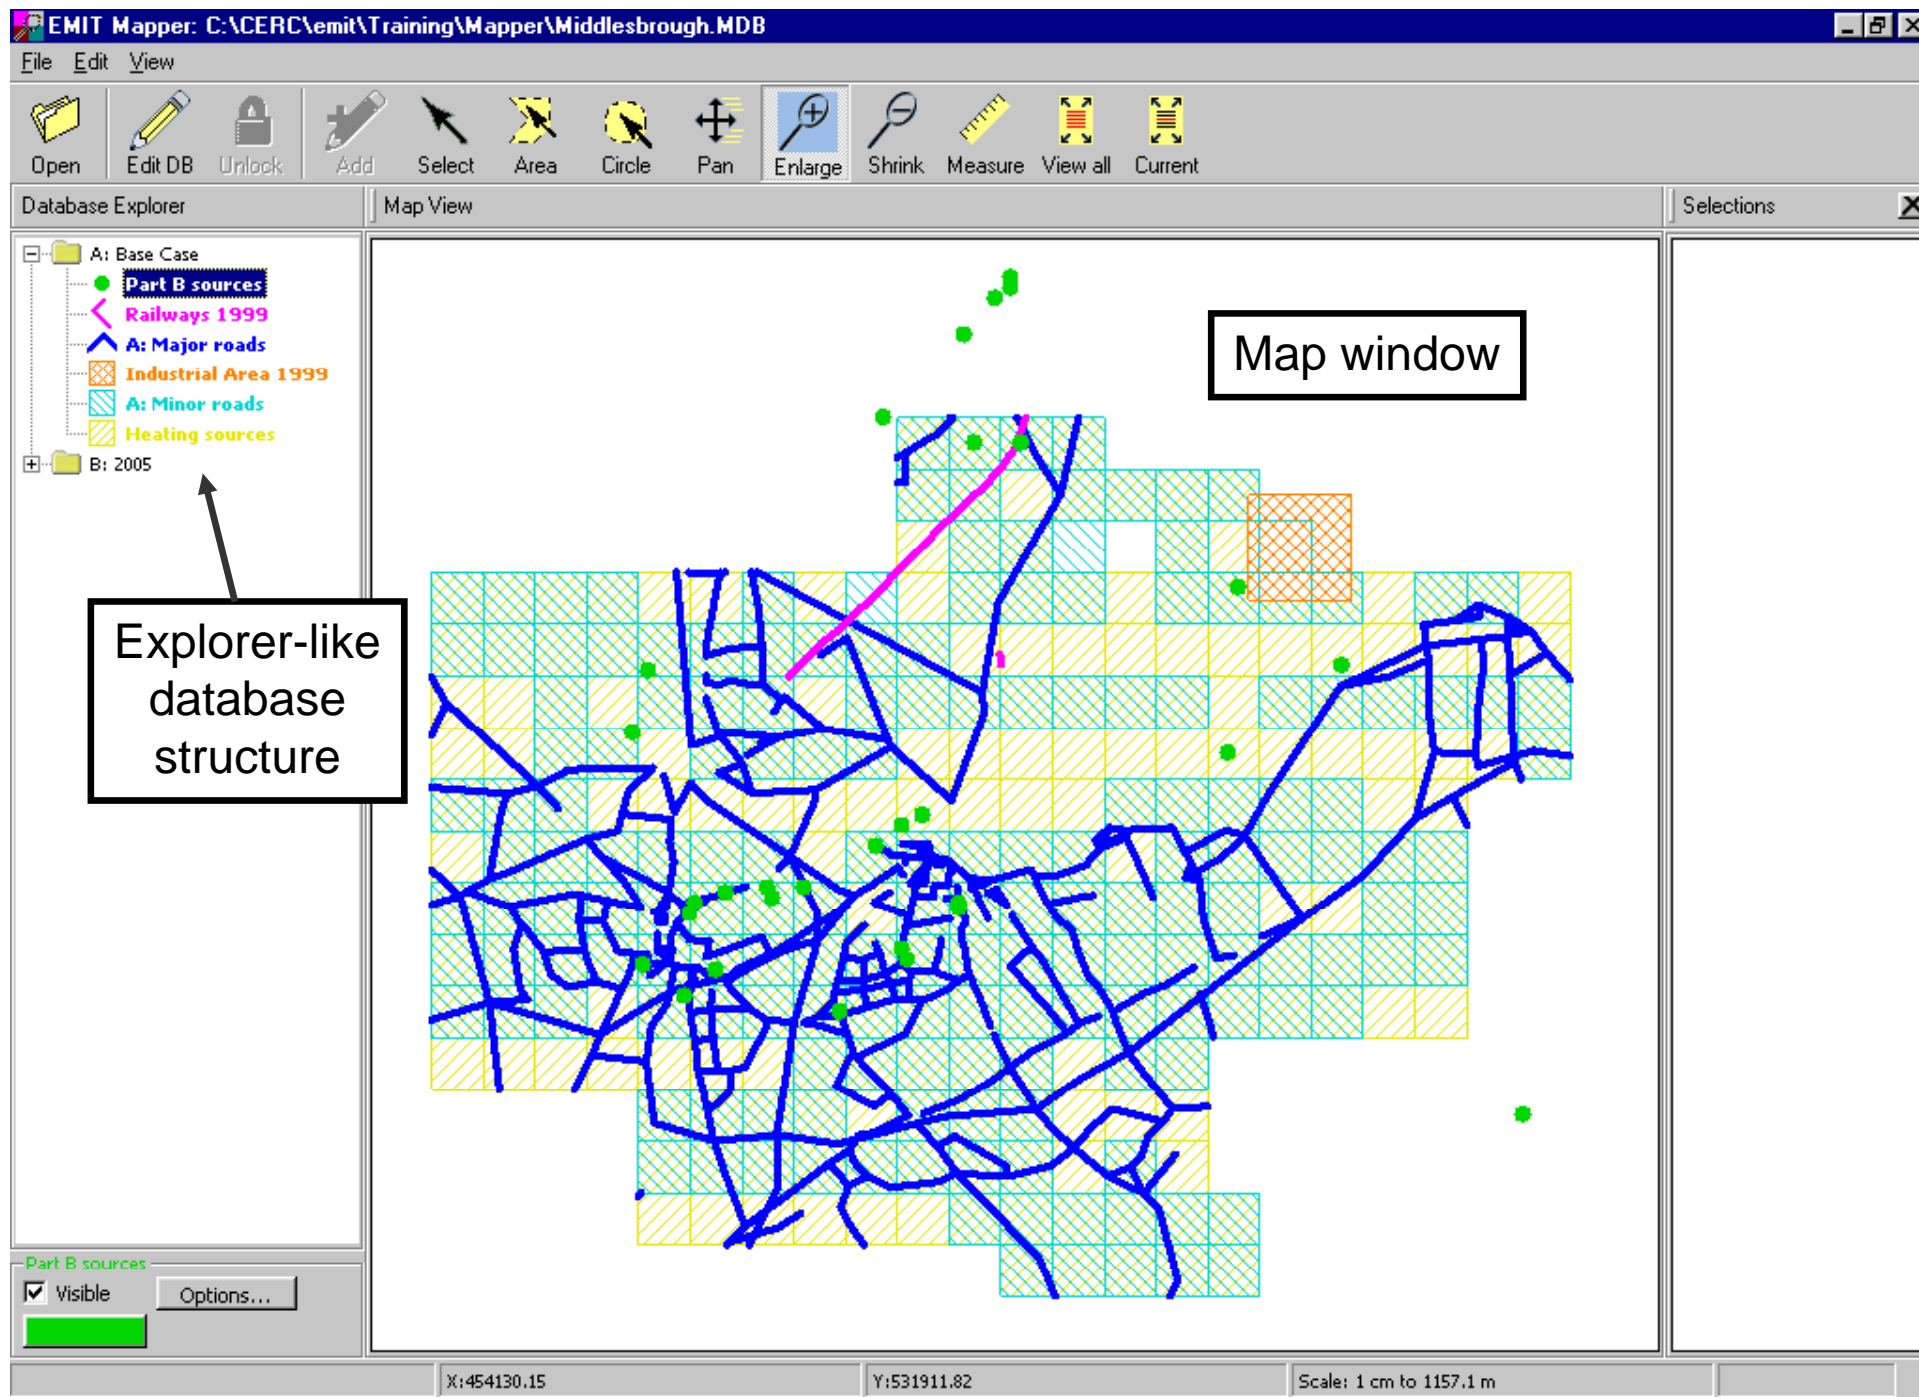 EMIT Mapper: C:\CERC\emit\Training\Mapper\Middlesbrough.MDB
File Edit View
Open Edit DB Unlock Add Select Area Circle Pan Enlarge Shrink Measure View all Current
Database Explorer Map View Selections
A: Base Case
Part B sources
Railways 1999
A: Major roads
Industrial Area 1999
A: Minor roads
Heating sources
B: 2005
Map window
Explorer-like
database
structure
Part B sources
Visible Options...
X:454130.15 Y:531911.82 Scale: 1 cm to 1157.1 m